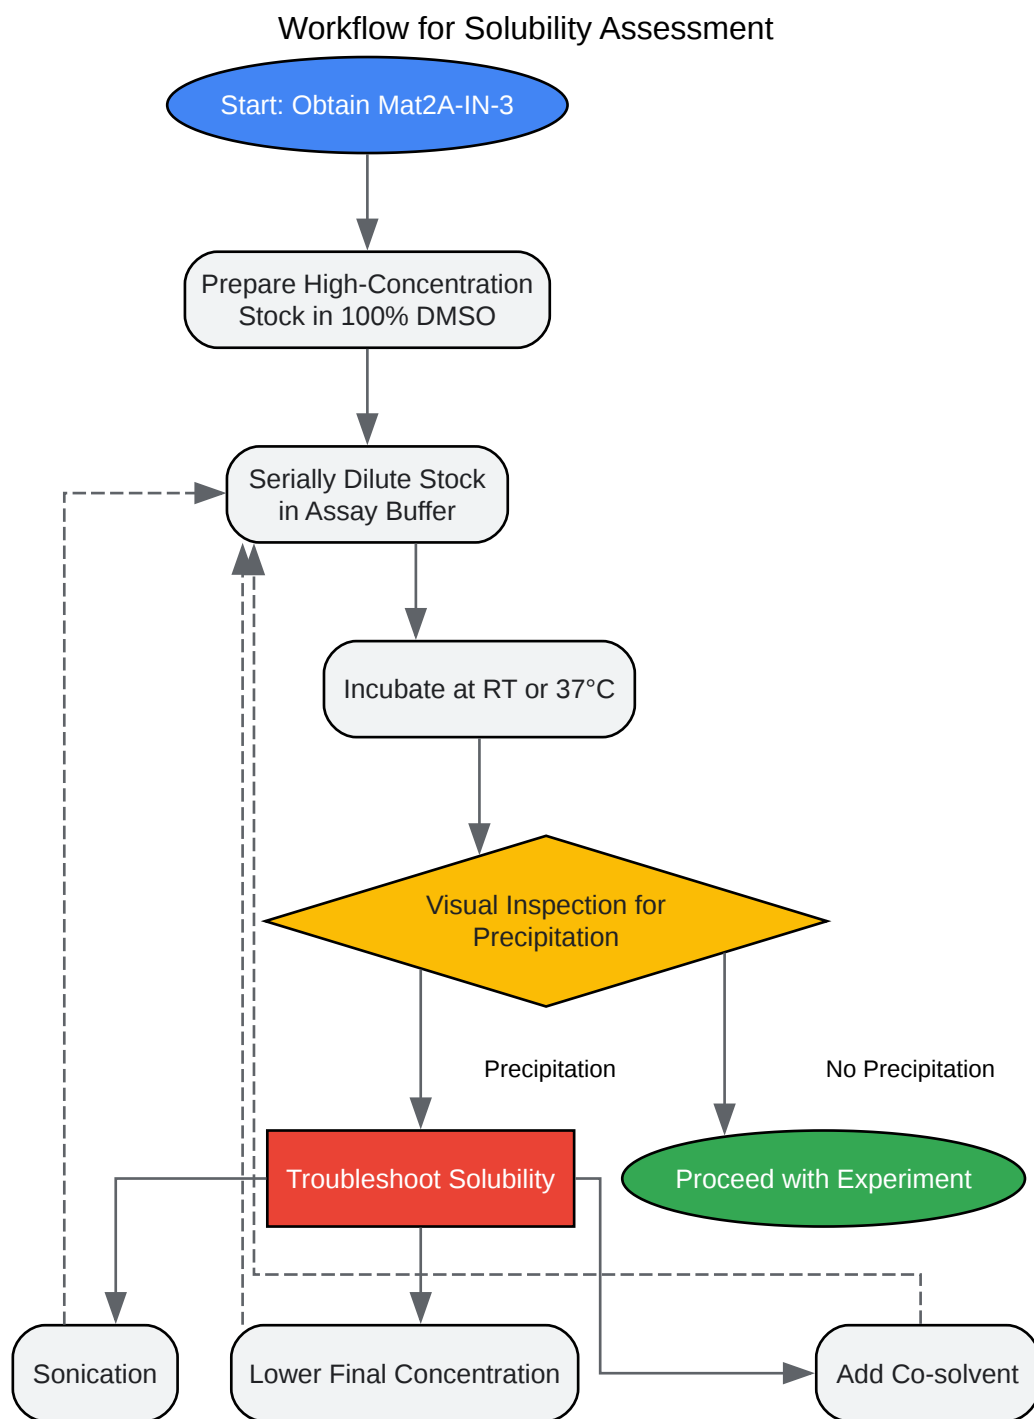 Workflow for Solubility Assessment
Start: Obtain Mat2A-IN-3
Prepare High-Concentration
Stock in 100% DMSO
Serially Dilute Stock
in Assay Buffer
Incubate at RT or 37°C
Visual Inspection for
Precipitation
Precipitation
No Precipitation
Troubleshoot Solubility
Proceed with Experiment
Sonication
Lower Final Concentration
Add Co-solvent